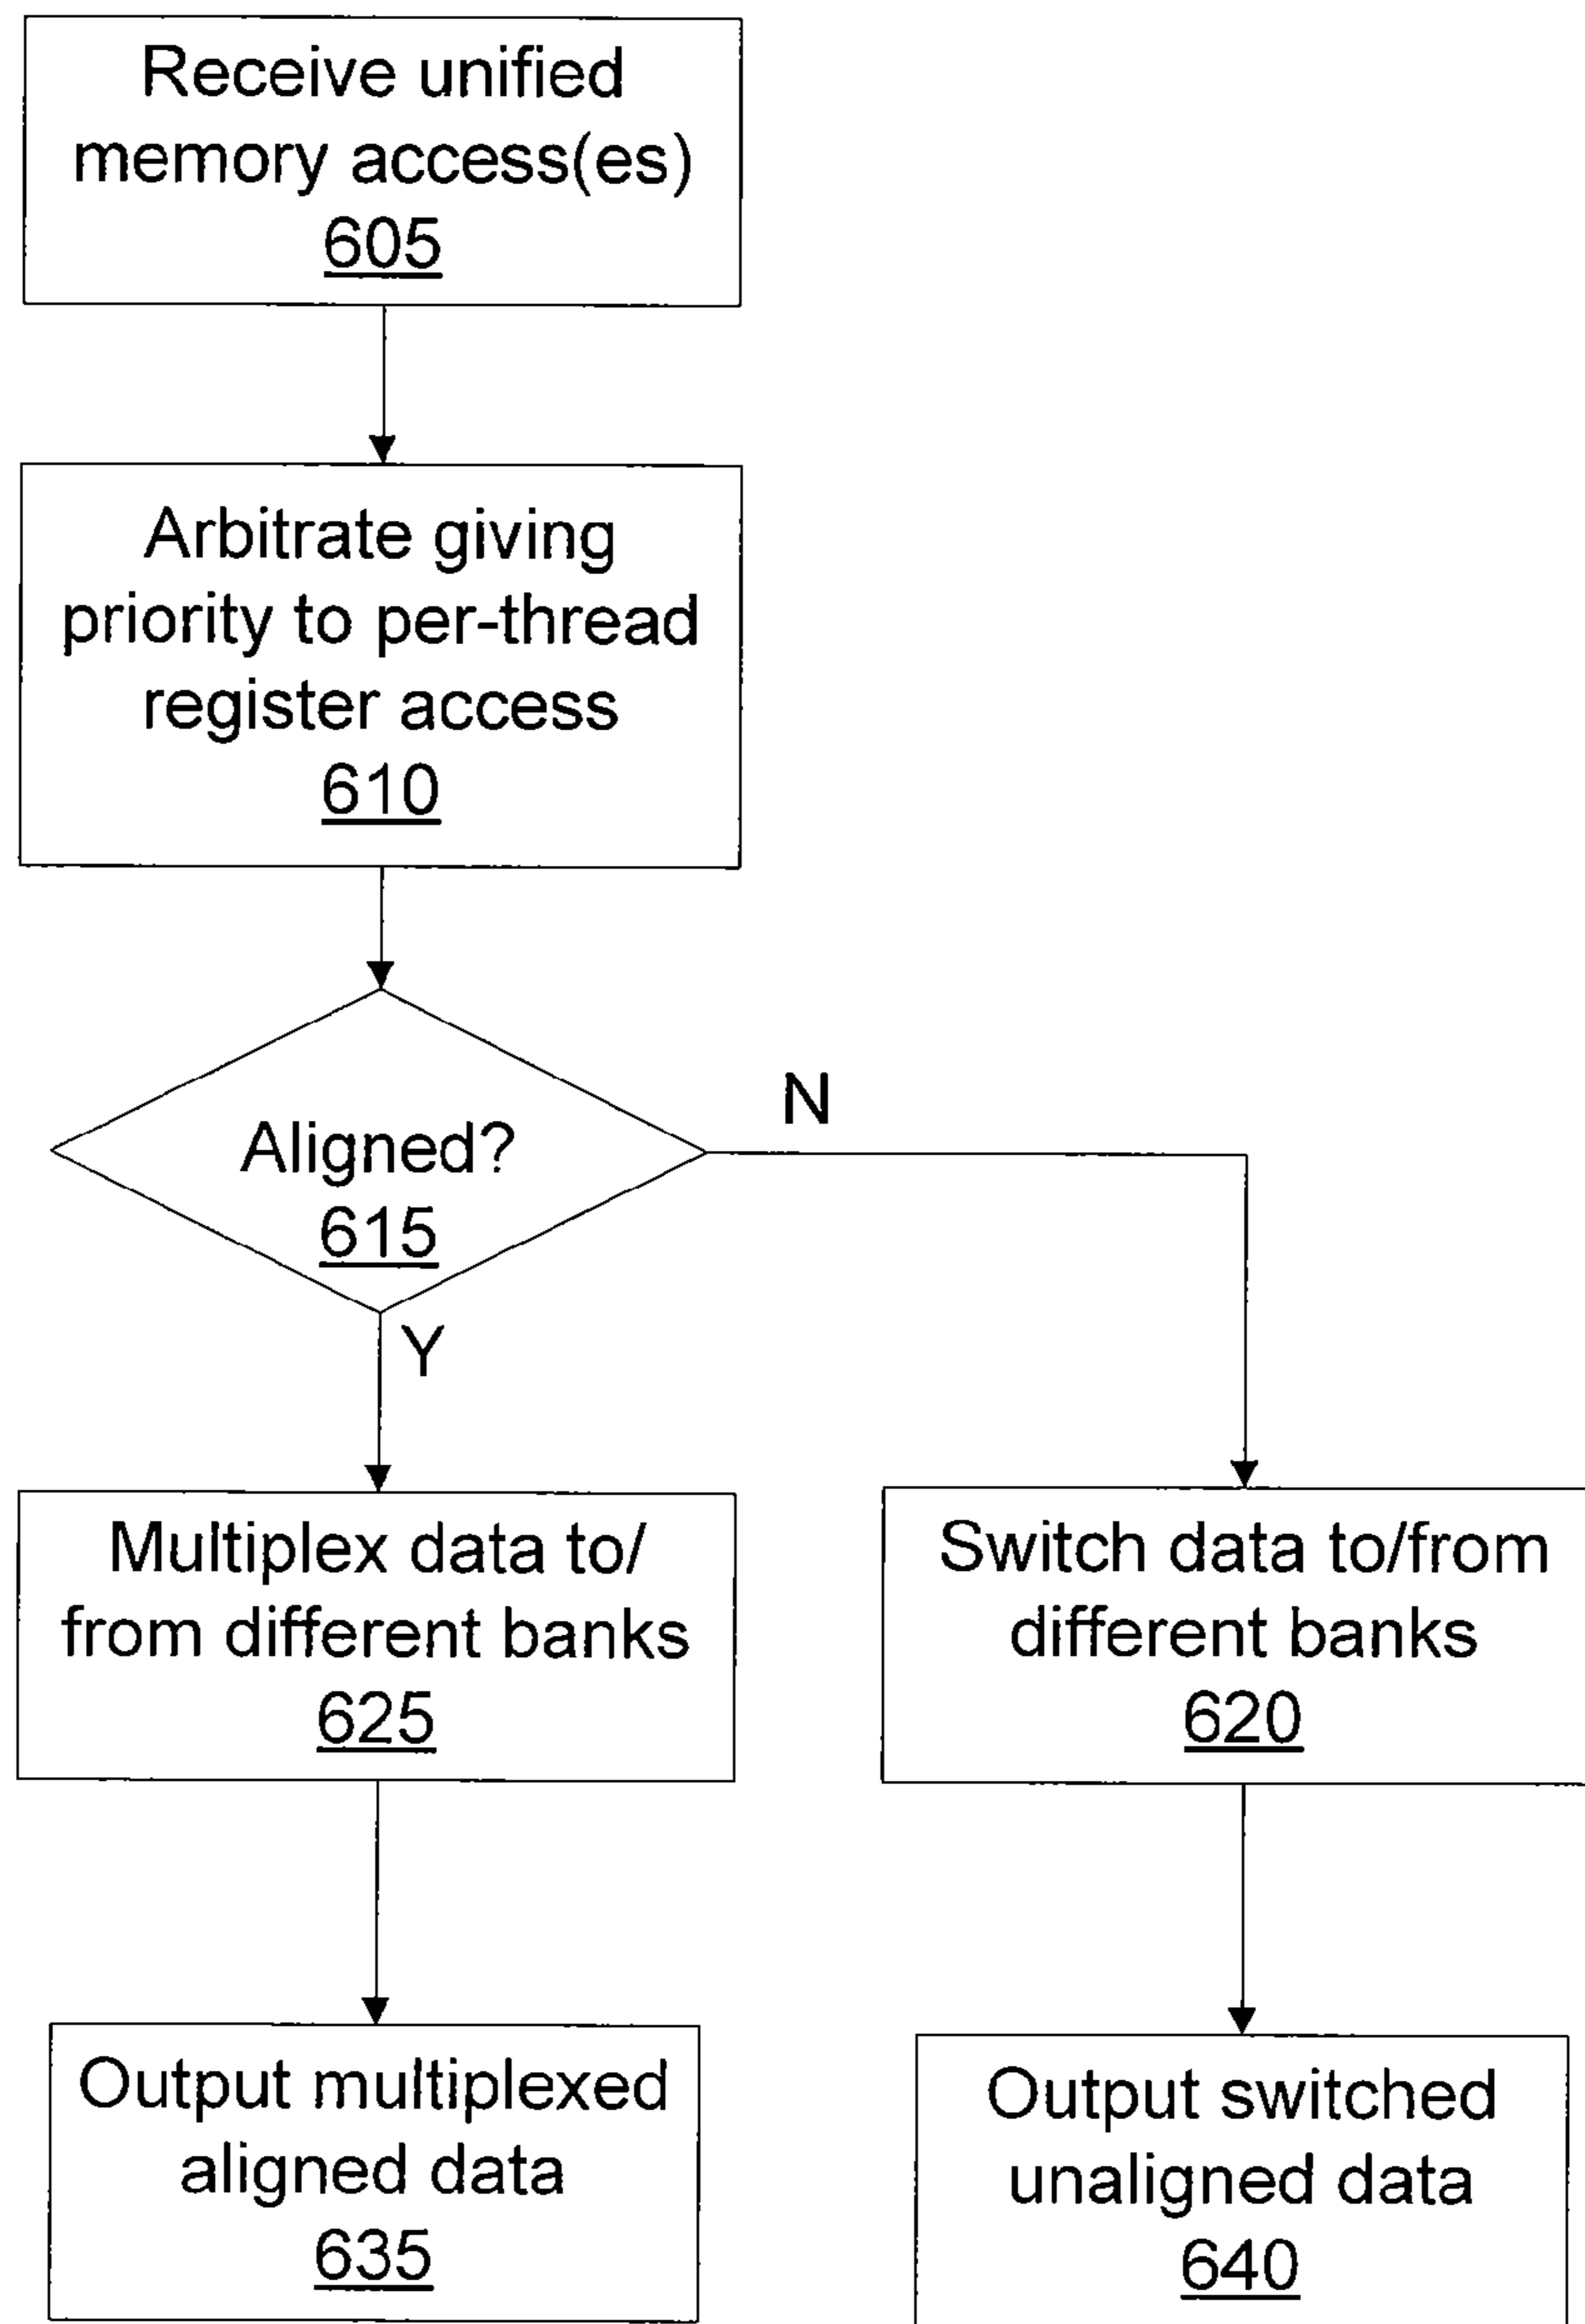 Receive unified
memory access(es)
605
Arbitrate giving
priority to per-thread
register access
610
Aligned?
615
N
Y
Multiplex data to/
from different banks
625
Switch data to/from
different banks
620
Output multiplexed
aligned data
635
Output switched
unaligned data
640